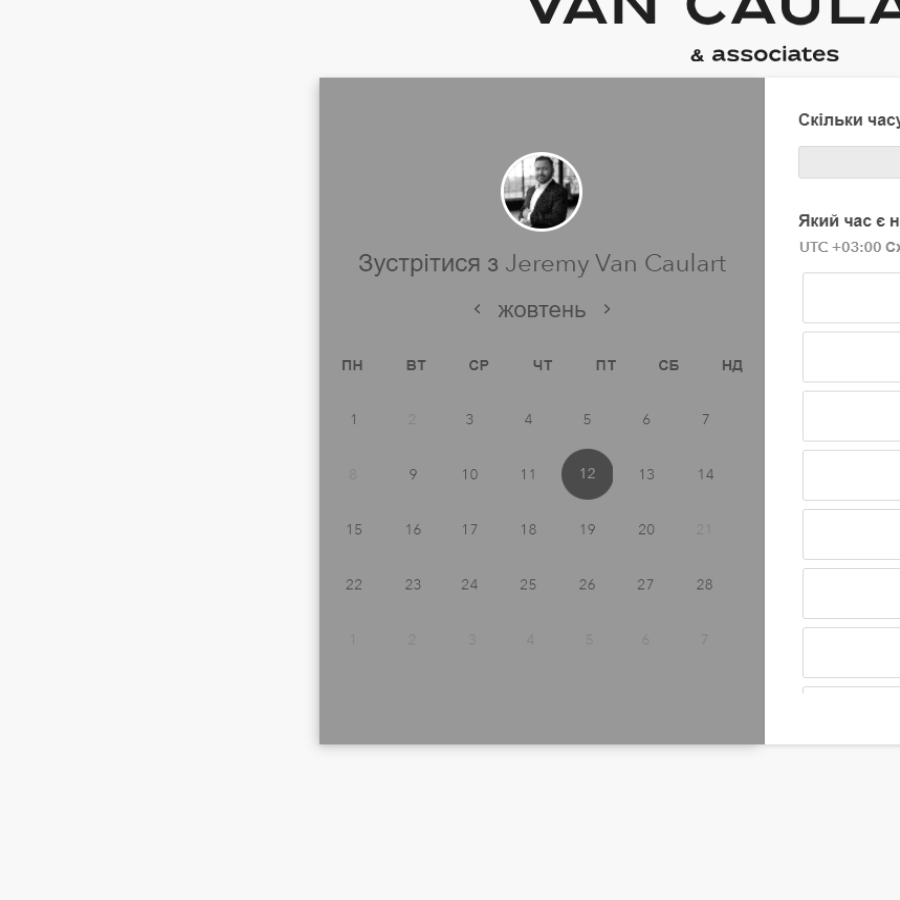 VAN CAULA
& associates
Зустрітися з Jeremy Van Caulart
жовтень
ПН ВТ СР ЧТ ПТ СБ НД
1 2 3 4 5 6 7
8 9 10 11 12 13 14
15 16 17 18 19 20 21
22 23 24 25 26 27 28
1 2 3 4 5 6 7
Скільки часу
Який час є н
UTC +03:00 Сх